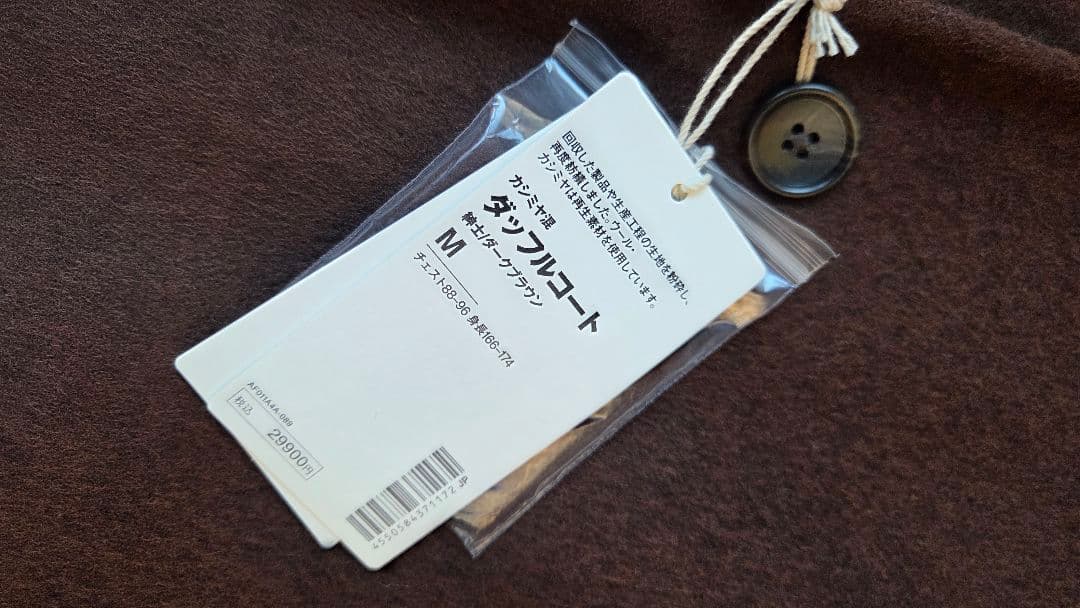 回収した製品や生産工程の生地を粉砕し、
再度紡績しました。ウール・
カシミヤは再生素材を使用しています。
カシミヤ混
ダッフルコート
紳士/ダークブラウン
M
チェスト88-96 身長166-174
AF01IA4A 089
税込 29900円
4550584371172 JP